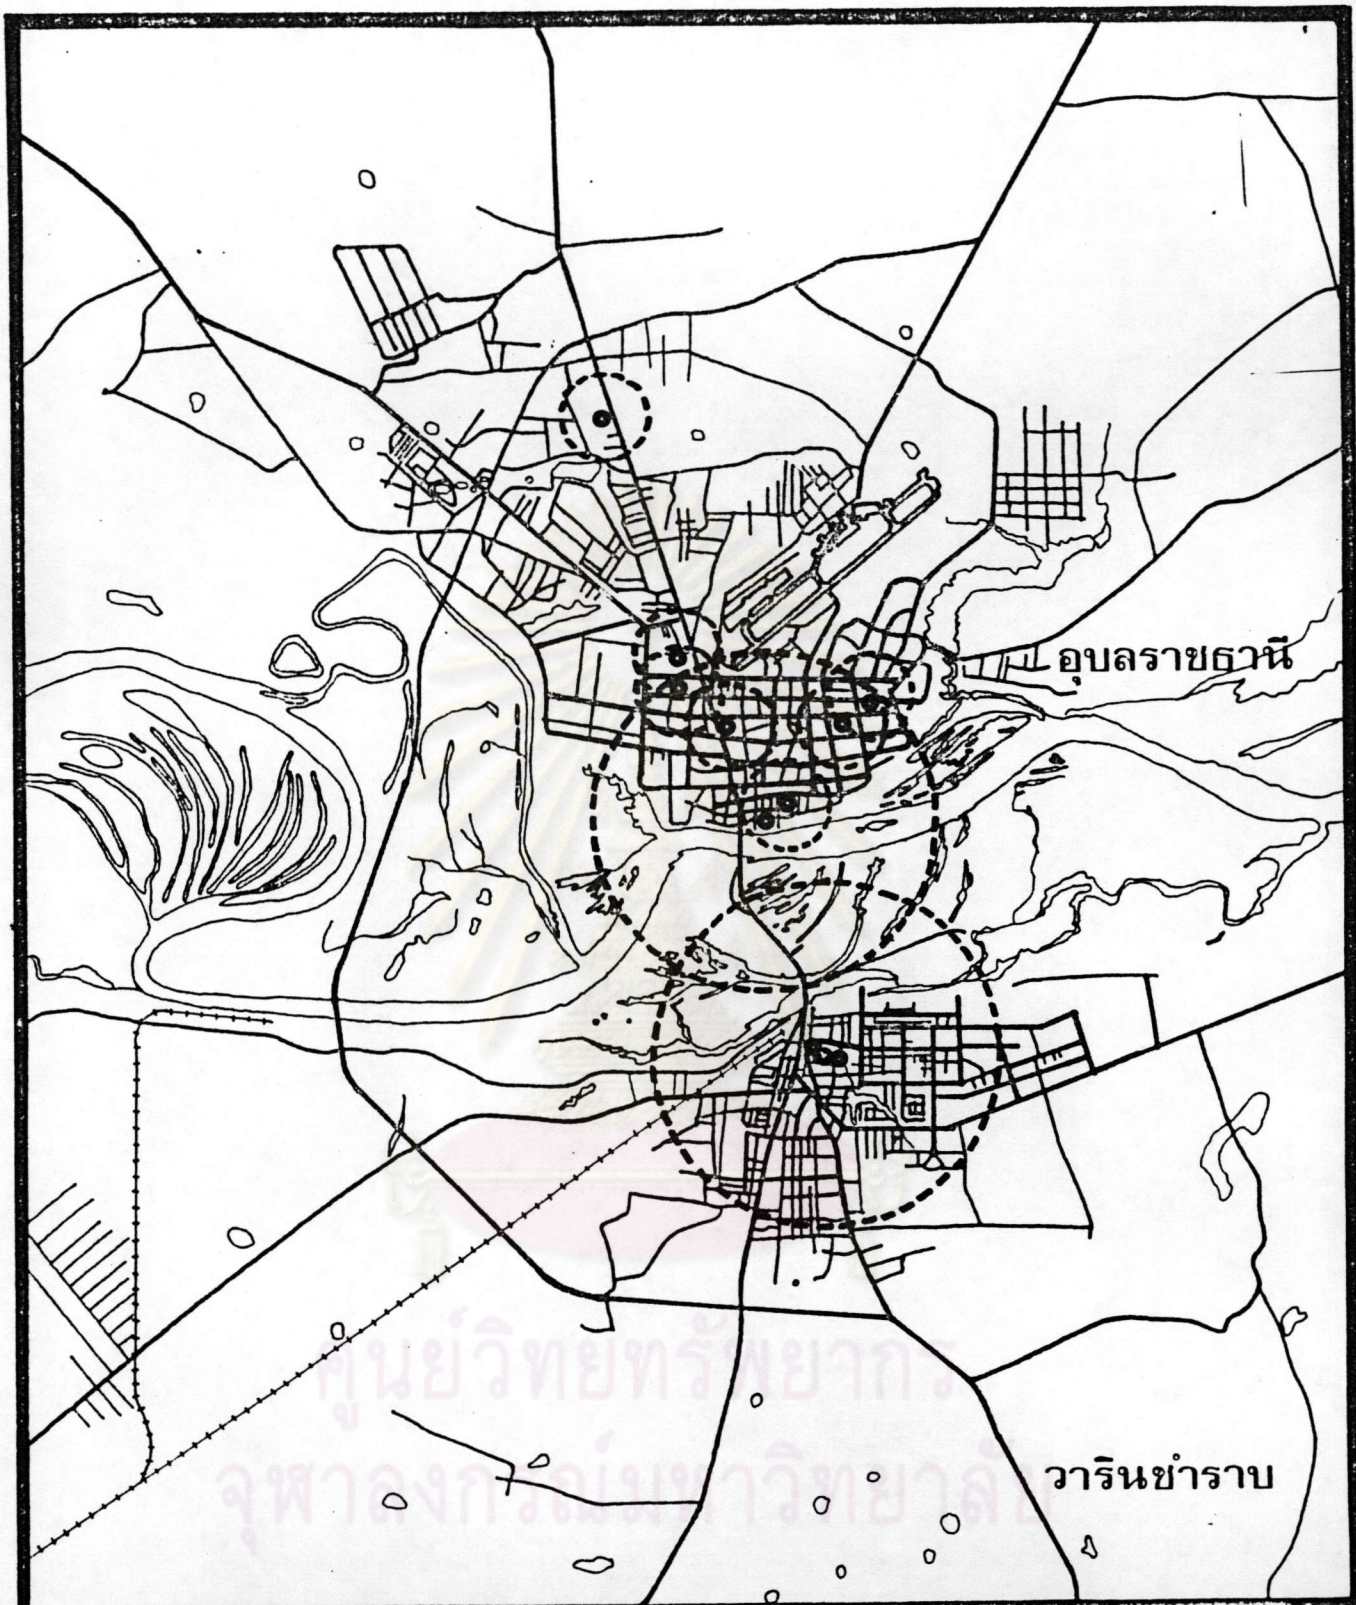 อุบลราชธานี
วารินชำราบ
ศูนย์วิทยทรัพยากร
จุฬาลงกรณ์มหาวิทยาลัย